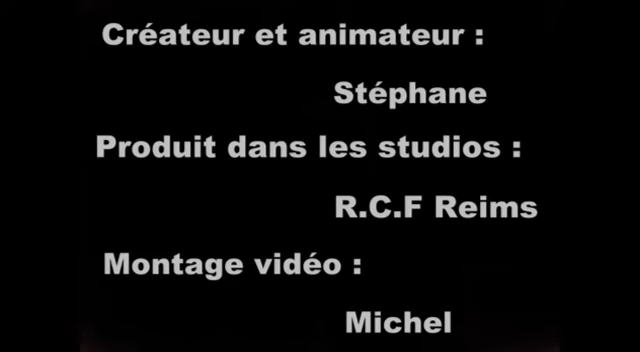 Créateur et animateur :
Stéphane
Produit dans les studios :
R.C.F Reims
Montage vidéo :
Michel